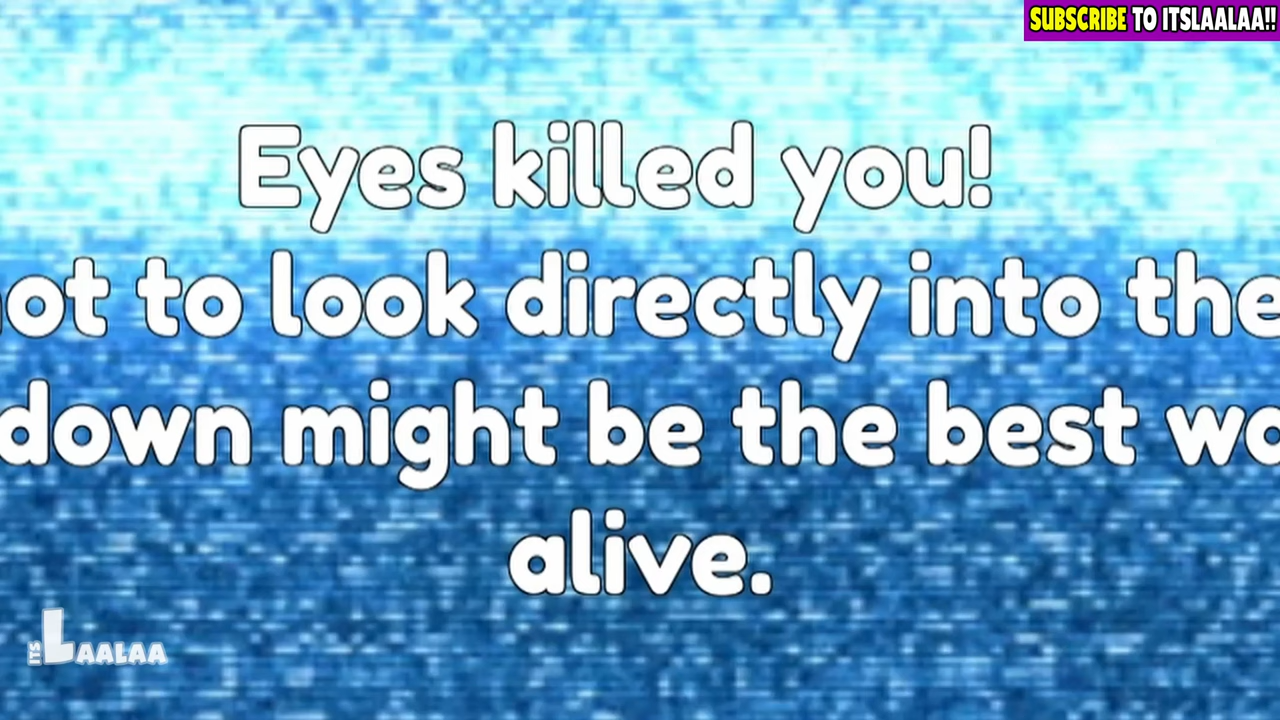 SUBSCRIBE TO ITSLAALAA!!
Eyes killed you!
ot to look directly into the
down might be the best
alive.
ITS LAALAA